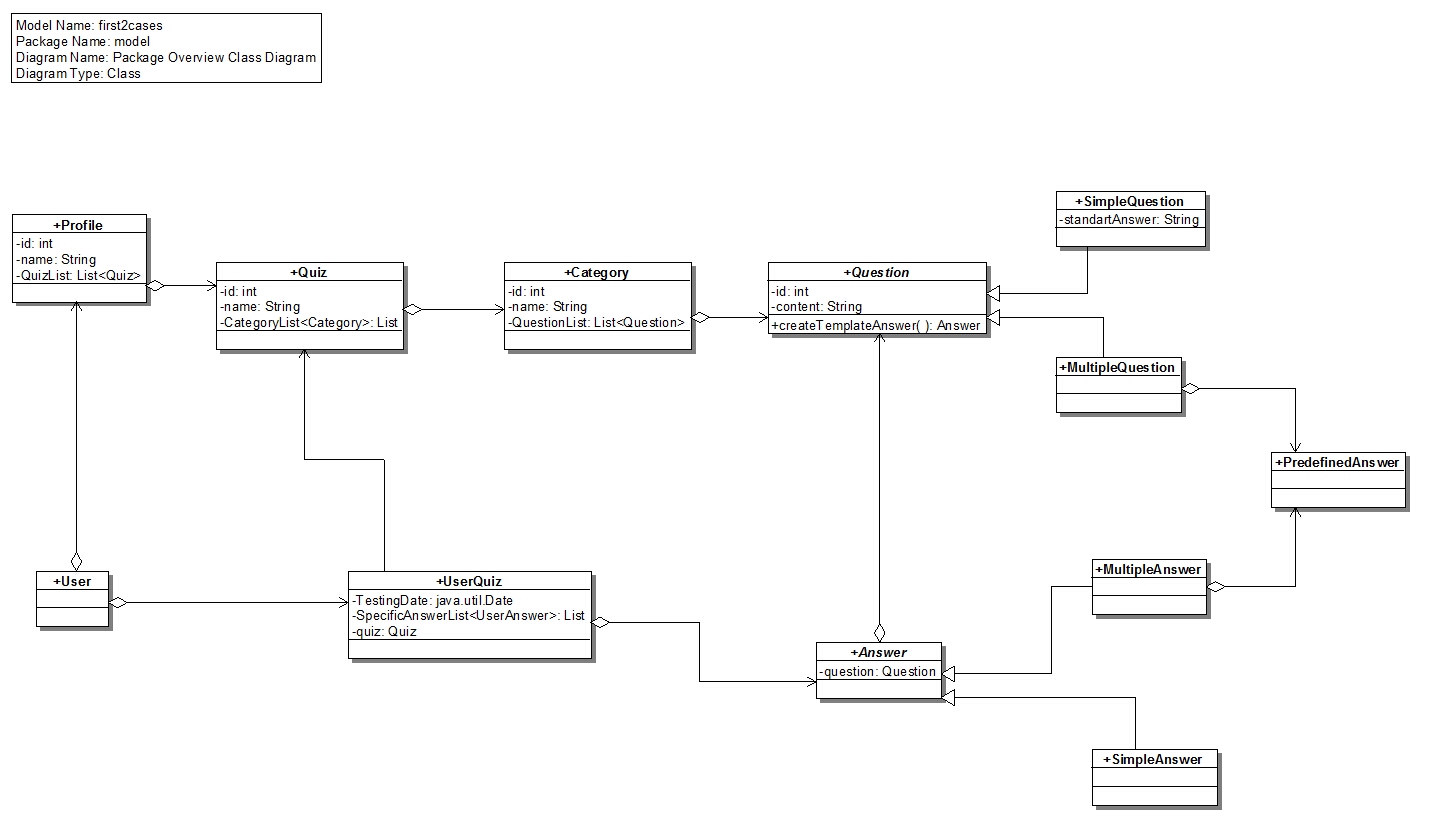 Model Name: first2cases
Package Name: model
Diagram Name: Package Overview Class Diagram
Diagram Type: Class
+SimpleQuestion
-standartAnswer: String
+Profile
-id: int
-name: String
-QuizList: List<Quiz>
+Quiz
-id: int
-name: String
-CategoryList<Category>: List
+Category
-id: int
-name: String
-QuestionList: List<Question>
+Question
-id: int
-content: String
+createTemplateAnswer( ): Answer
+MultipleQuestion
+PredefinedAnswer
+User
+UserQuiz
-TestingDate: java.util.Date
-SpecificAnswerList<UserAnswer>: List
-quiz: Quiz
+MultipleAnswer
+Answer
-question: Question
+SimpleAnswer